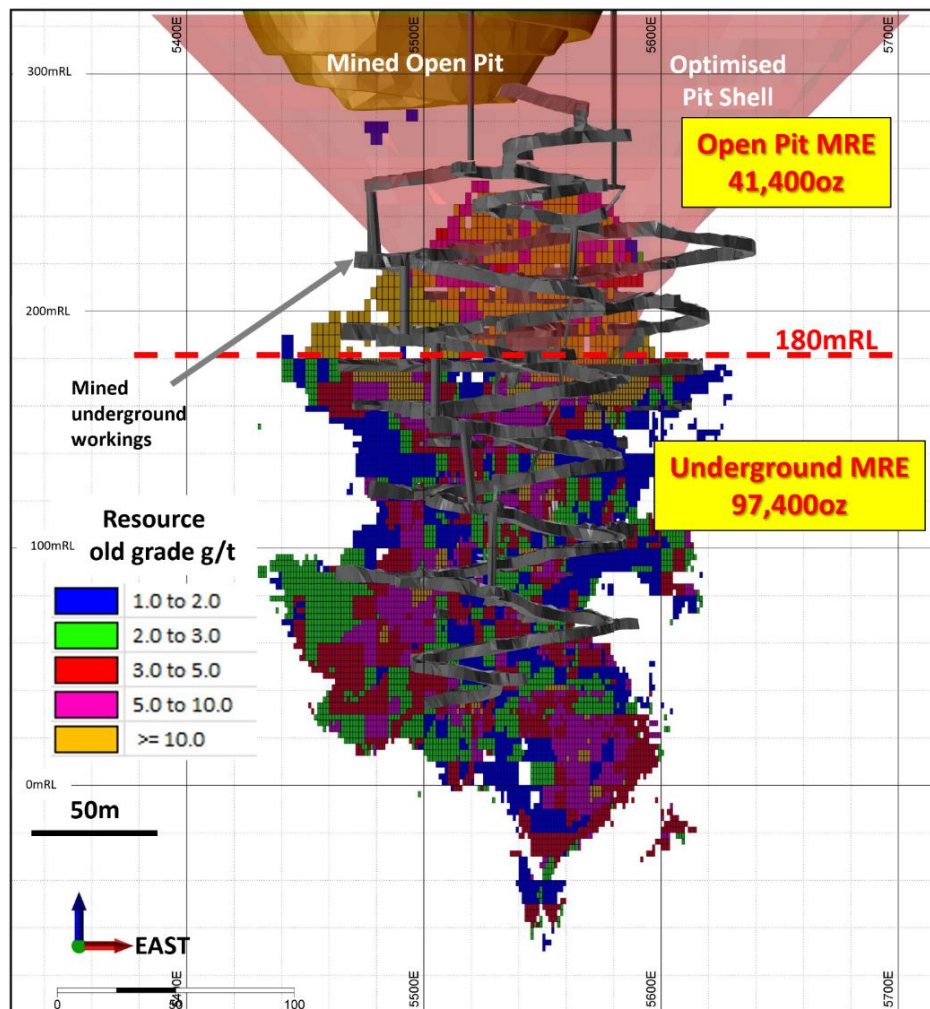 5400E
5500E
5600E
5700E
300mRL
Mined Open Pit
Optimised
Pit Shell
Open Pit MRE
41,400oz
200mRL
180mRL
Mined
underground
workings
Underground MRE
97,400oz
Resource
old grade g/t
100mRL
1.0 to 2.0
2.0 to 3.0
3.0 to 5.0
5.0 to 10.0
>= 10.0
0mRL
50m
EAST
0
50
100
5400E
5500E
5600E
5700E